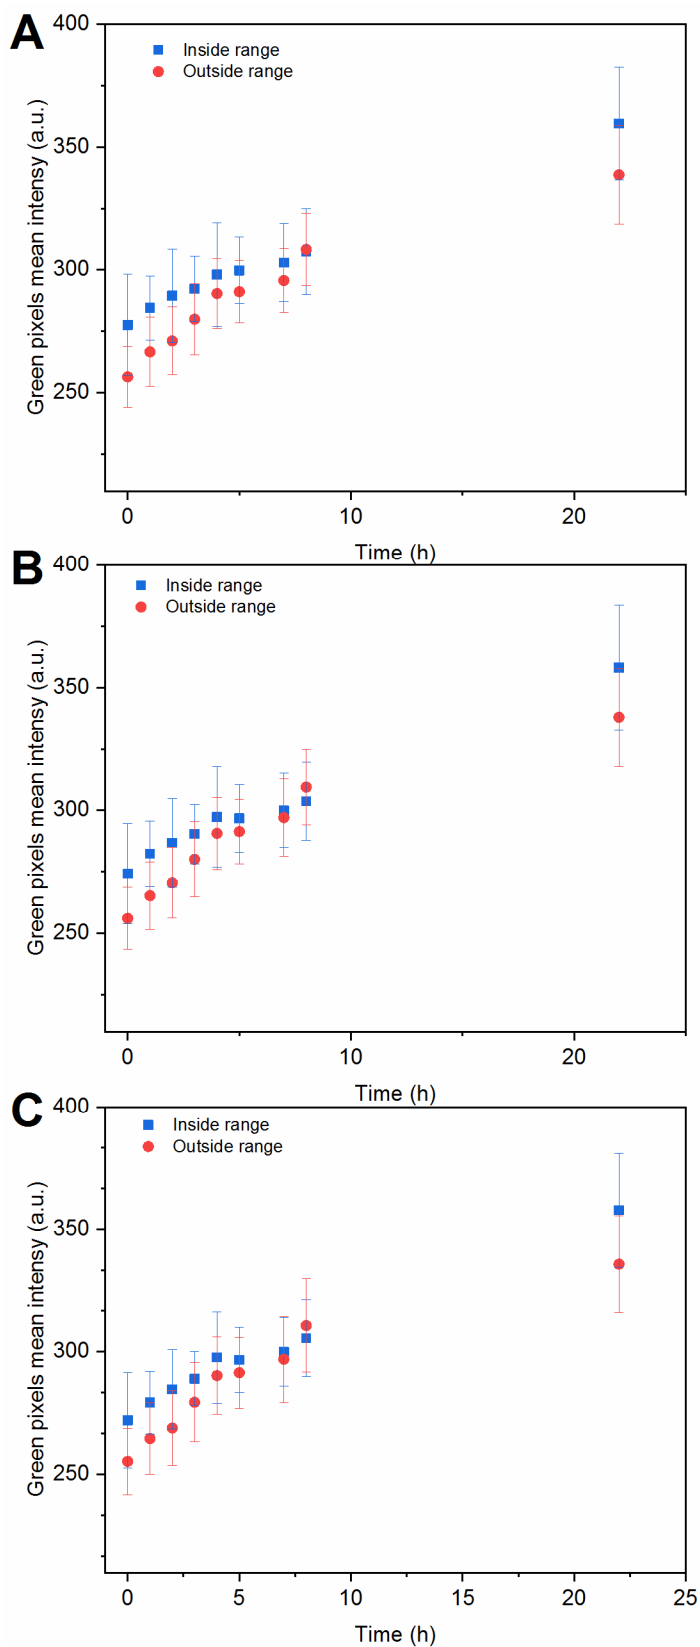 A
Inside range
Outside range
Green pixels mean intensy (a.u.)
400
350
300
250
0
10
20
Time (h)
B
Inside range
Outside range
Green pixels mean intensy (a.u.)
400
350
300
250
0
10
20
Time (h)
C
Inside range
Outside range
Green pixels mean intensy (a.u.)
400
350
300
250
0
5
10
15
20
25
Time (h)